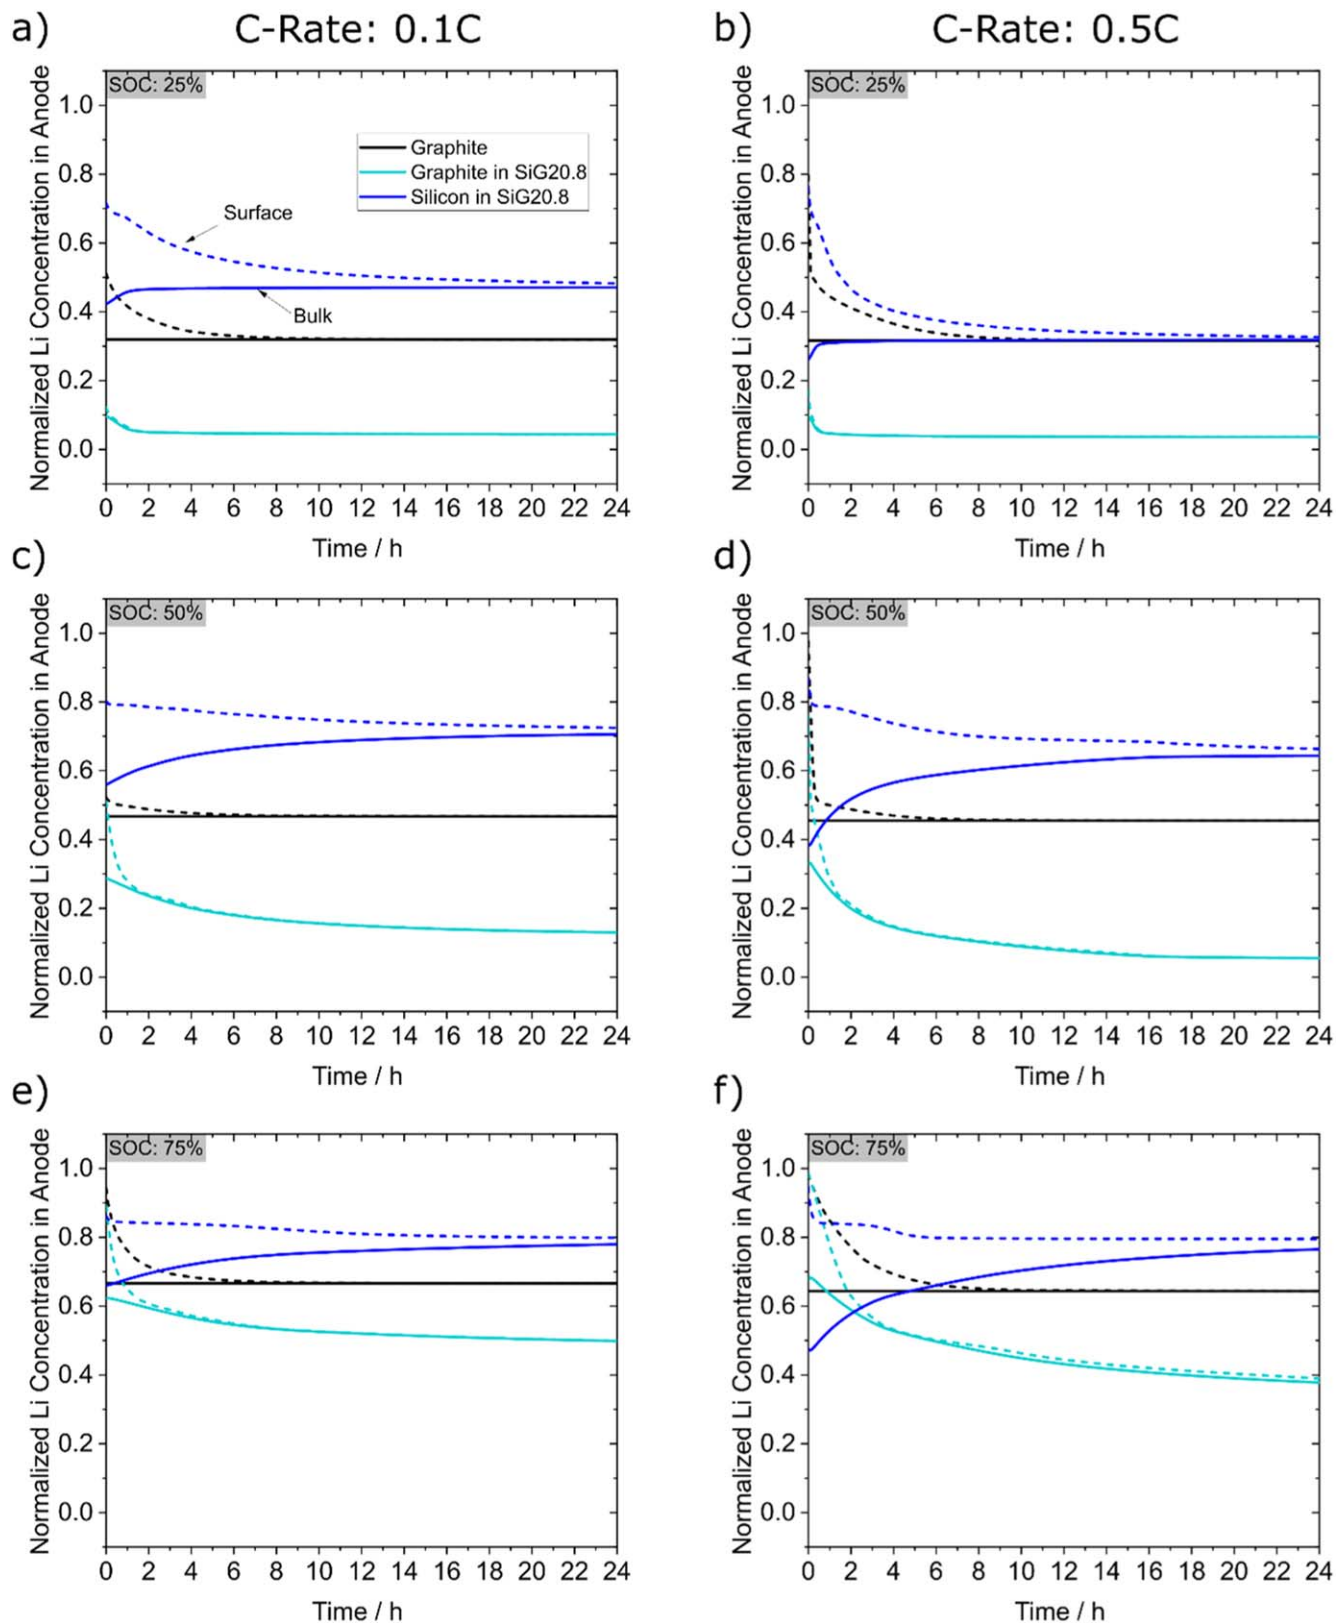 a) C-Rate: 0.1C
b) C-Rate: 0.5C
Normalized Li Concentration in Anode
SOC: 25%
1.0
0.8
0.6
0.4
0.2
0.0
Graphite
Graphite in SiG20.8
Silicon in SiG20.8
Surface
Bulk
0 2 4 6 8 10 12 14 16 18 20 22 24
Time / h
Normalized Li Concentration in Anode
SOC: 25%
1.0
0.8
0.6
0.4
0.2
0.0
0 2 4 6 8 10 12 14 16 18 20 22 24
Time / h
c)
Normalized Li Concentration in Anode
SOC: 50%
1.0
0.8
0.6
0.4
0.2
0.0
0 2 4 6 8 10 12 14 16 18 20 22 24
Time / h
d)
Normalized Li Concentration in Anode
SOC: 50%
1.0
0.8
0.6
0.4
0.2
0.0
0 2 4 6 8 10 12 14 16 18 20 22 24
Time / h
e)
Normalized Li Concentration in Anode
SOC: 75%
1.0
0.8
0.6
0.4
0.2
0.0
0 2 4 6 8 10 12 14 16 18 20 22 24
Time / h
f)
Normalized Li Concentration in Anode
SOC: 75%
1.0
0.8
0.6
0.4
0.2
0.0
0 2 4 6 8 10 12 14 16 18 20 22 24
Time / h